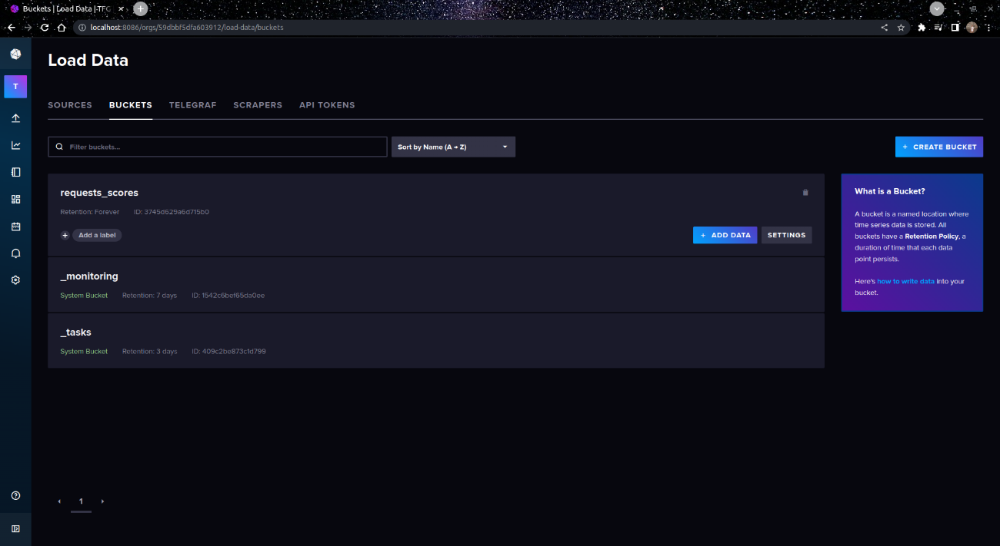 Buckets | Load Data | TFG
localhost:8086/orgs/59dbbf5dfa603912/load-data/buckets
T
Load Data
SOURCES BUCKETS TELEGRAF SCRAPERS API TOKENS
Filter buckets...
Sort by Name (A → Z)
+ CREATE BUCKET
requests_scores
Retention: Forever ID: 3745d629a6d715b0
+ Add a label
+ ADD DATA SETTINGS
_monitoring
System Bucket Retention: 7 days ID: 1542c6bef65da0ee
_tasks
System Bucket Retention: 3 days ID: 409c2be873c1d799
What is a Bucket?
A bucket is a named location where
time series data is stored. All
buckets have a Retention Policy, a
duration of time that each data
point persists.
Here's how to write data into your
bucket.
1